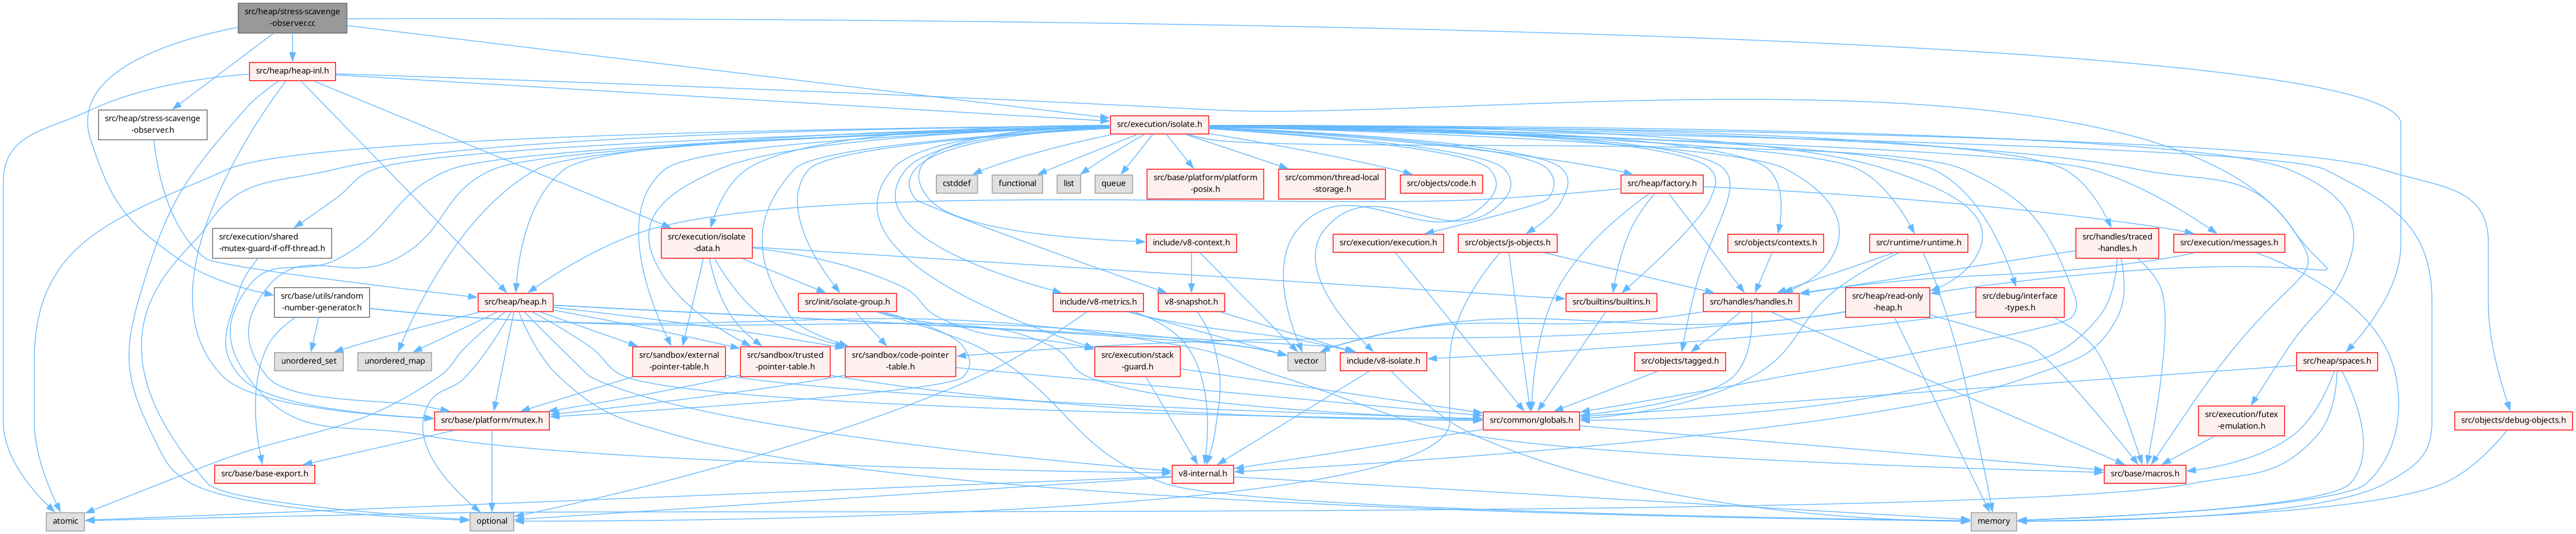 src/heap/stress-scavenge
-observer.cc
src/heap/heap-inl.h
src/heap/stress-scavenge
-observer.h
src/execution/isolate.h
cstddef
functional
list
queue
src/base/platform/platform
-posix.h
src/common/thread-local
-storage.h
src/objects/code.h
src/heap/factory.h
src/execution/shared
-mutex-guard-if-off-thread.h
src/execution/isolate
-data.h
include/v8-context.h
src/execution/execution.h
src/objects/js-objects.h
src/objects/contexts.h
src/runtime/runtime.h
src/handles/traced
-handles.h
src/execution/messages.h
src/base/utils/random
-number-generator.h
src/heap/heap.h
src/init/isolate-group.h
include/v8-metrics.h
v8-snapshot.h
src/builtins/builtins.h
src/handles/handles.h
src/heap/read-only
-heap.h
src/debug/interface
-types.h
unordered_set
unordered_map
src/sandbox/external
-pointer-table.h
src/sandbox/trusted
-pointer-table.h
src/sandbox/code-pointer
-table.h
src/execution/stack
-guard.h
vector
include/v8-isolate.h
src/objects/tagged.h
src/heap/spaces.h
src/base/platform/mutex.h
src/common/globals.h
src/execution/futex
-emulation.h
src/objects/debug-objects.h
src/base/base-export.h
v8-internal.h
src/base/macros.h
atomic
optional
memory